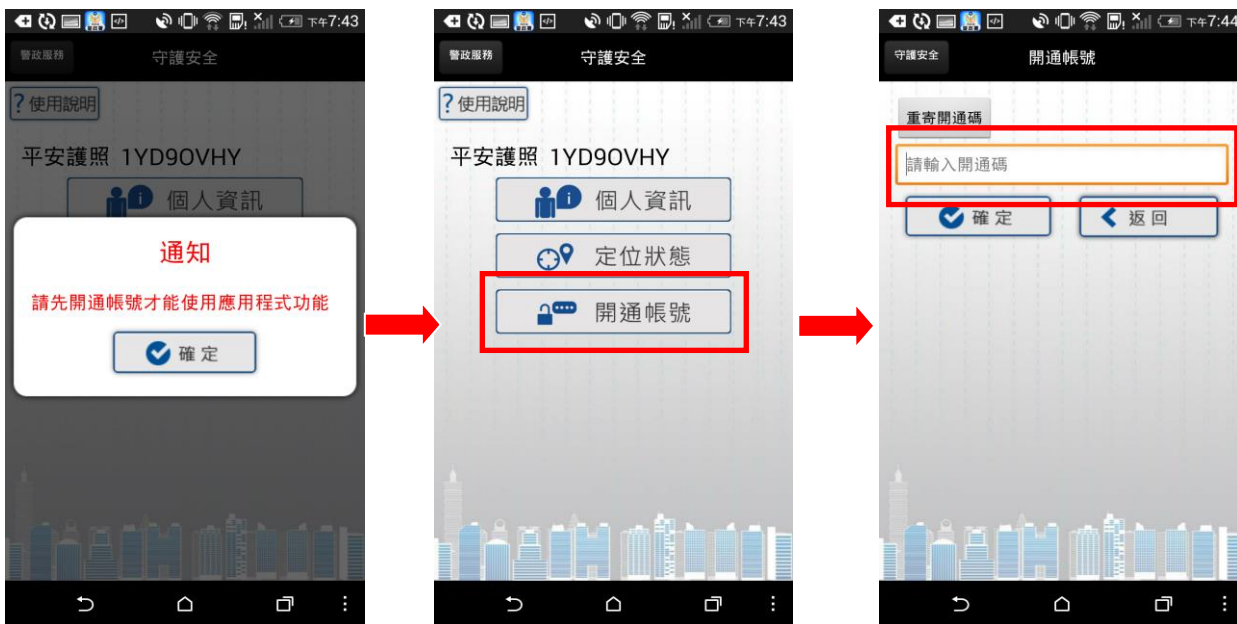 下午7:43
警政服務
守護安全
?使用說明
平安護照 1YD9OVHY
個人資訊
通知
請先開通帳號才能使用應用程式功能
確定
下午7:43
警政服務
守護安全
?使用說明
平安護照 1YD9OVHY
個人資訊
定位狀態
開通帳號
下午7:44
守護安全
開通帳號
重寄開通碼
請輸入開通碼
確定
返回